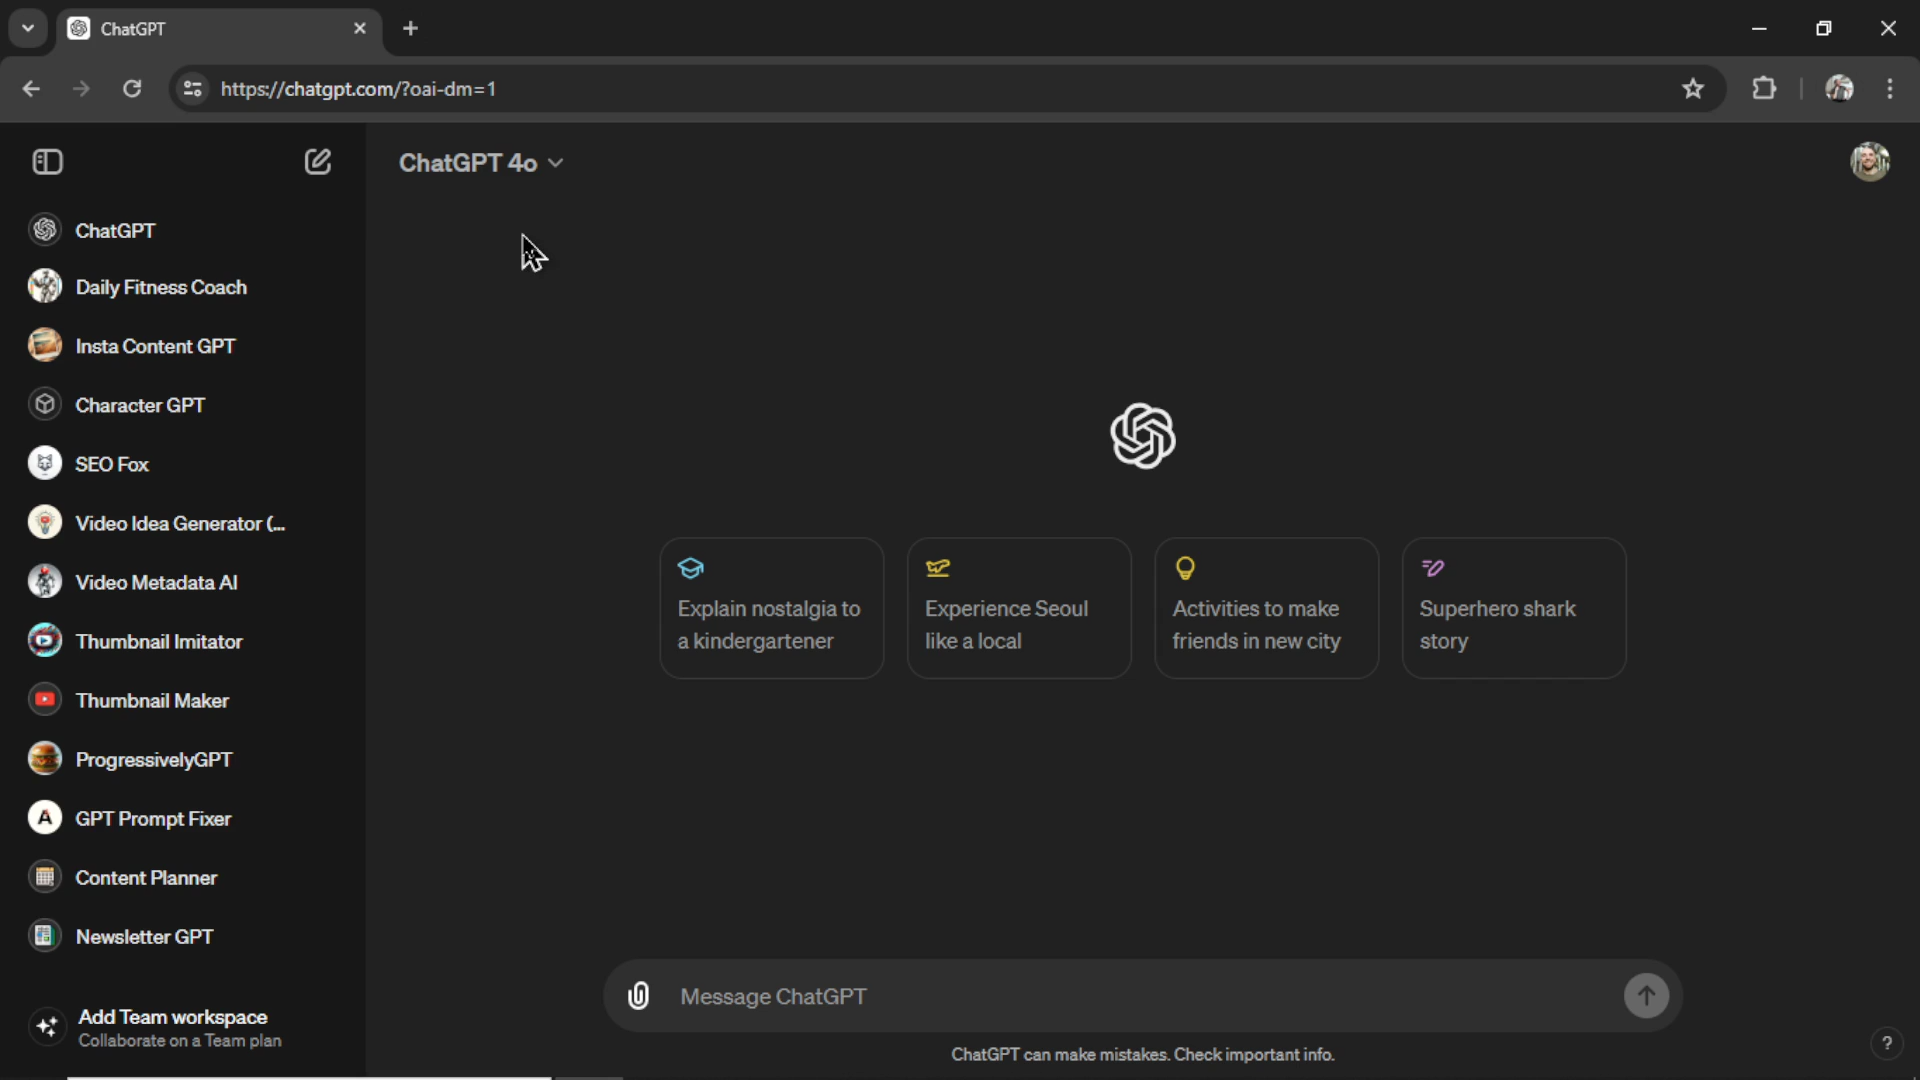 ChatGPT
https://chatgpt.com/?oai-dm=1
ChatGPT 4o
ChatGPT
Daily Fitness Coach
Insta Content GPT
Character GPT
SEO Fox
Video Idea Generator (...
Video Metadata AI
Thumbnail Imitator
Thumbnail Maker
ProgressivelyGPT
A GPT Prompt Fixer
Content Planner
Newsletter GPT
Add Team workspace
Collaborate on a Team plan
Explain nostalgia to
a kindergartener
Experience Seoul
like a local
Activities to make
friends in new city
Superhero shark
story
Message ChatGPT
ChatGPT can make mistakes. Check important info.
?